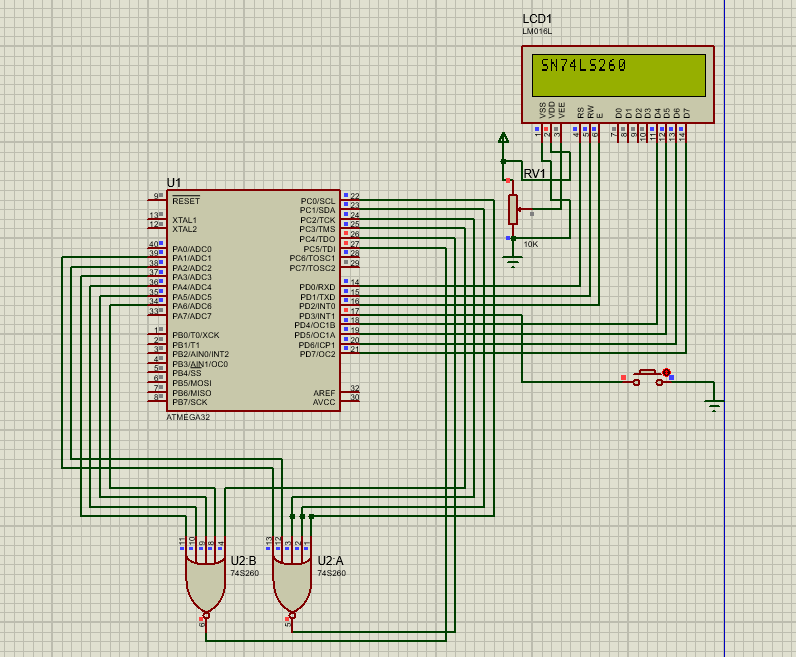 LCD1
LM016L
SN74LS260
VSS
VDD
VEE
RS
RW
E
D0
D1
D2
D3
D4
D5
D6
D7
1
2
3
4
5
6
7
8
9
10
11
12
13
14
RV1
10K
U1
9
RESET
13
XTAL1
12
XTAL2
40
PA0/ADC0
39
PA1/ADC1
38
PA2/ADC2
37
PA3/ADC3
36
PA4/ADC4
35
PA5/ADC5
34
PA6/ADC6
33
PA7/ADC7
1
PB0/T0/XCK
2
PB1/T1
3
PB2/AIN0/INT2
4
PB3/AIN1/OC0
5
PB4/SS
6
PB5/MOSI
7
PB6/MISO
8
PB7/SCK
PC0/SCL
22
PC1/SDA
23
PC2/TCK
24
PC3/TMS
25
PC4/TDO
26
PC5/TDI
27
PC6/TOSC1
28
PC7/TOSC2
29
PD0/RXD
14
PD1/TXD
15
PD2/INT0
16
PD3/INT1
17
PD4/OC1B
18
PD5/OC1A
19
PD6/ICP1
20
PD7/OC2
21
AREF
32
AVCC
30
ATMEGA32
11
10
9
8
4
U2:B
74S260
6
13
12
3
2
1
U2:A
74S260
5